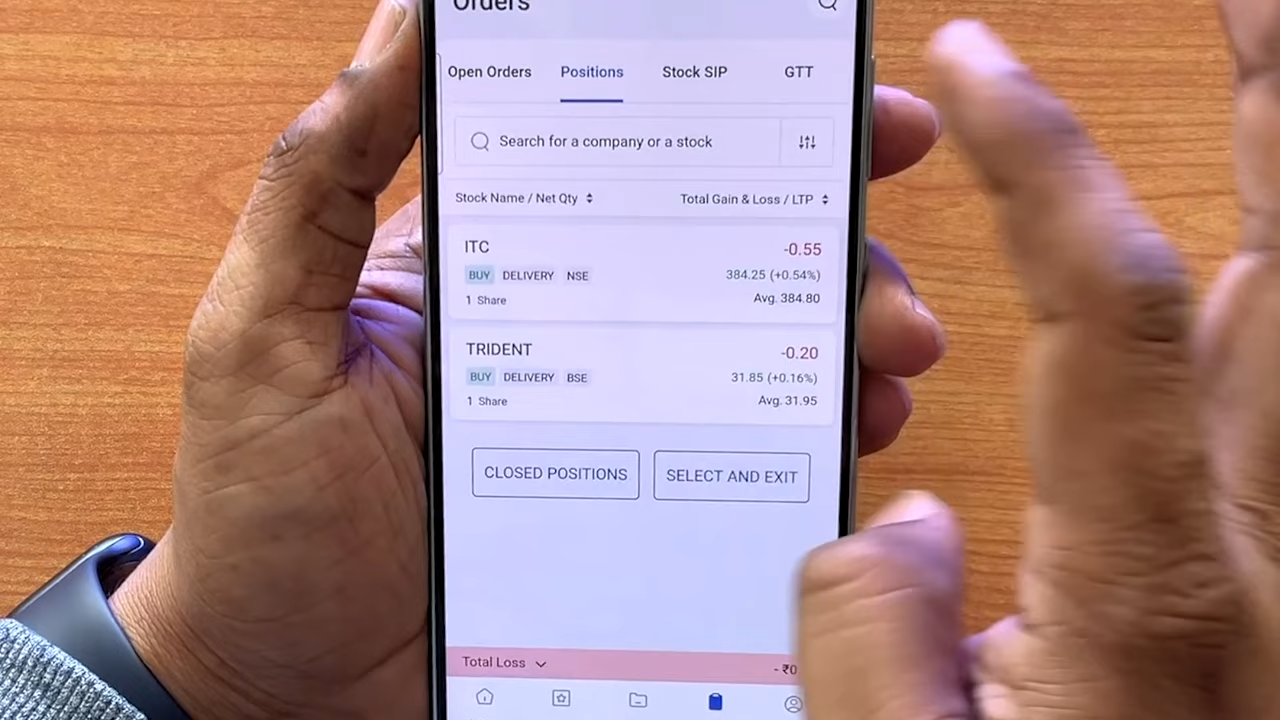 Orders
Open Orders Positions Stock SIP GTT
Search for a company or a stock
Stock Name / Net Qty Total Gain & Loss / LTP
ITC -0.55
BUY DELIVERY NSE 384.25 (+0.54%)
1 Share Avg. 384.80
TRIDENT -0.20
BUY DELIVERY BSE 31.85 (+0.16%)
1 Share Avg. 31.95
CLOSED POSITIONS SELECT AND EXIT
Total Loss - ₹0